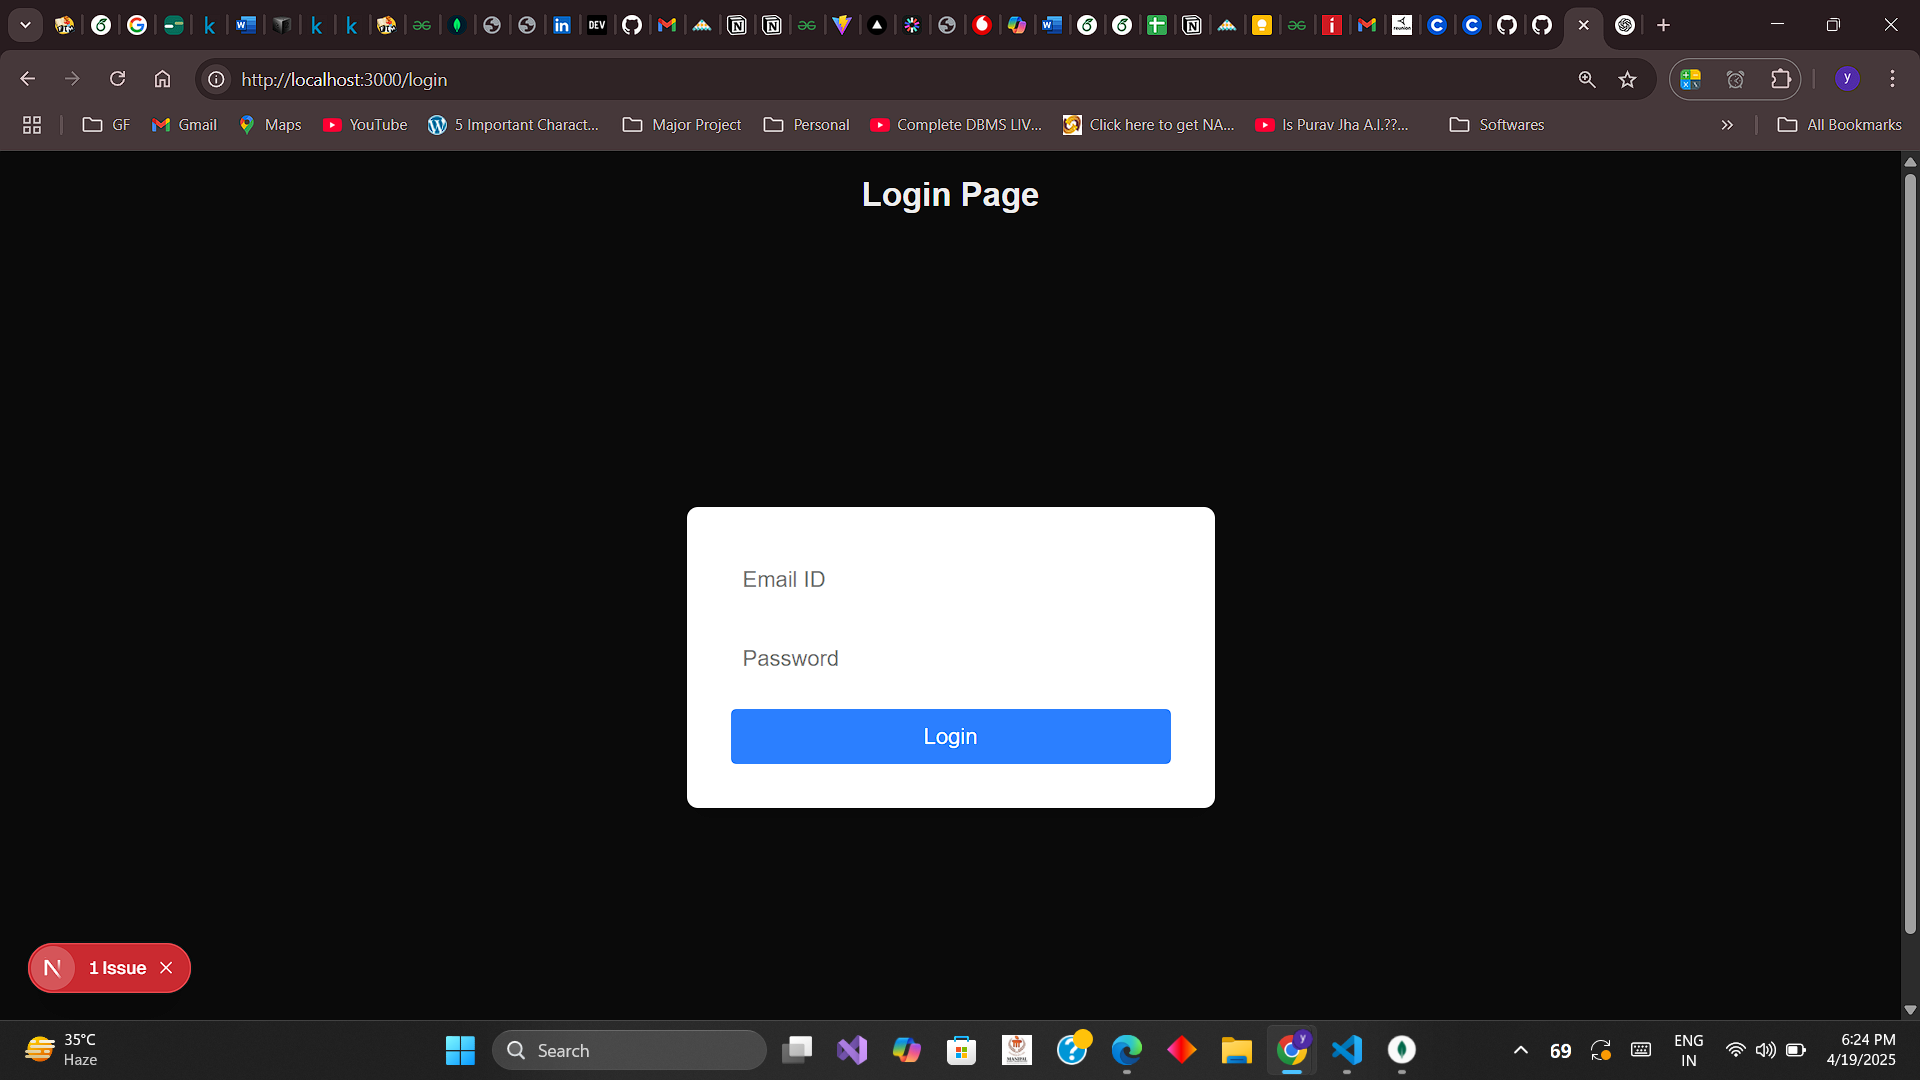 http://localhost:3000/login
y
GF
Gmail
Maps
YouTube
5 Important Charact...
Major Project
Personal
Complete DBMS LIV...
Click here to get NA...
Is Purav Jha A.I.??...
Softwares
All Bookmarks
Login Page
Email ID
Password
Login
N
1 Issue
35°C
Haze
Search
69
ENG
IN
6:24 PM
4/19/2025